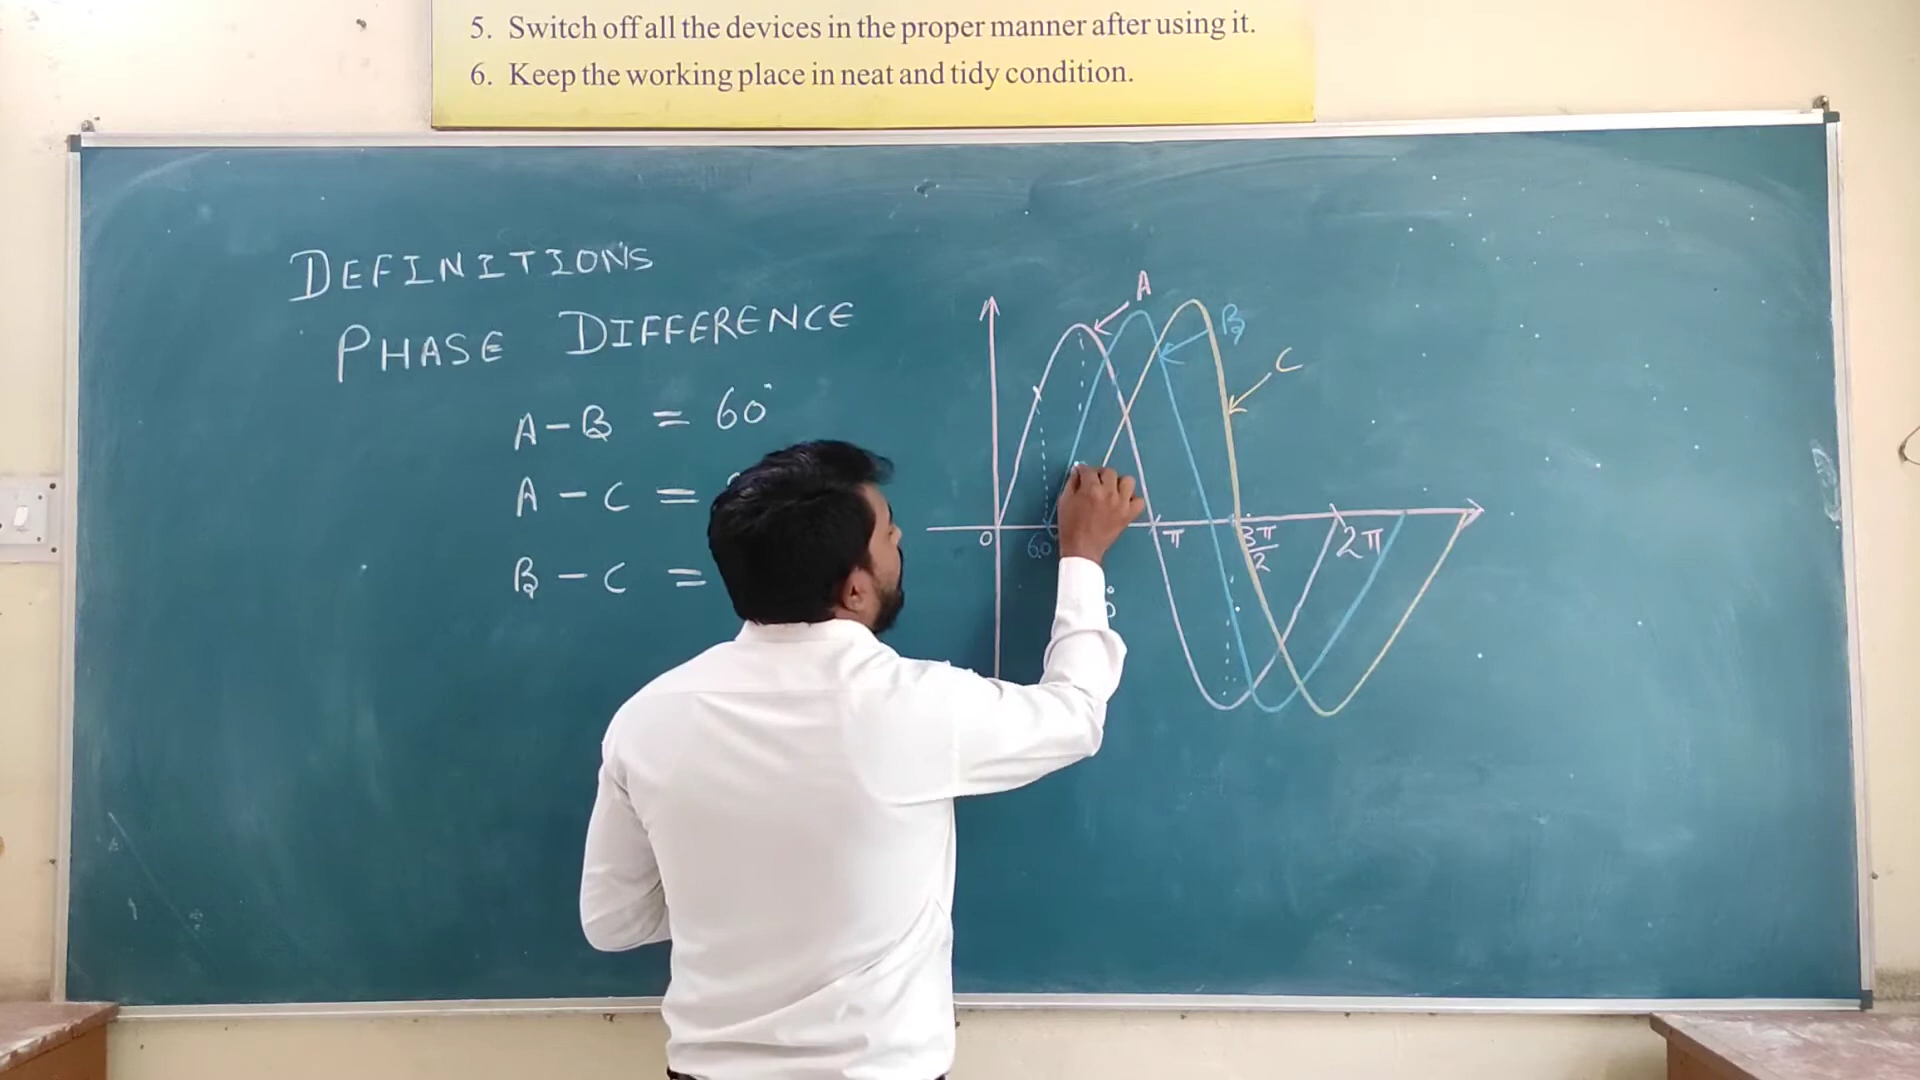 5. Switch off all the devices in the proper manner after using it.
6. Keep the working place in neat and tidy condition.
DEFINITIONS
PHASE DIFFERENCE
A - B = 60°
A - C =
B - C =
A
B
C
0
60
π
3π/2
2π